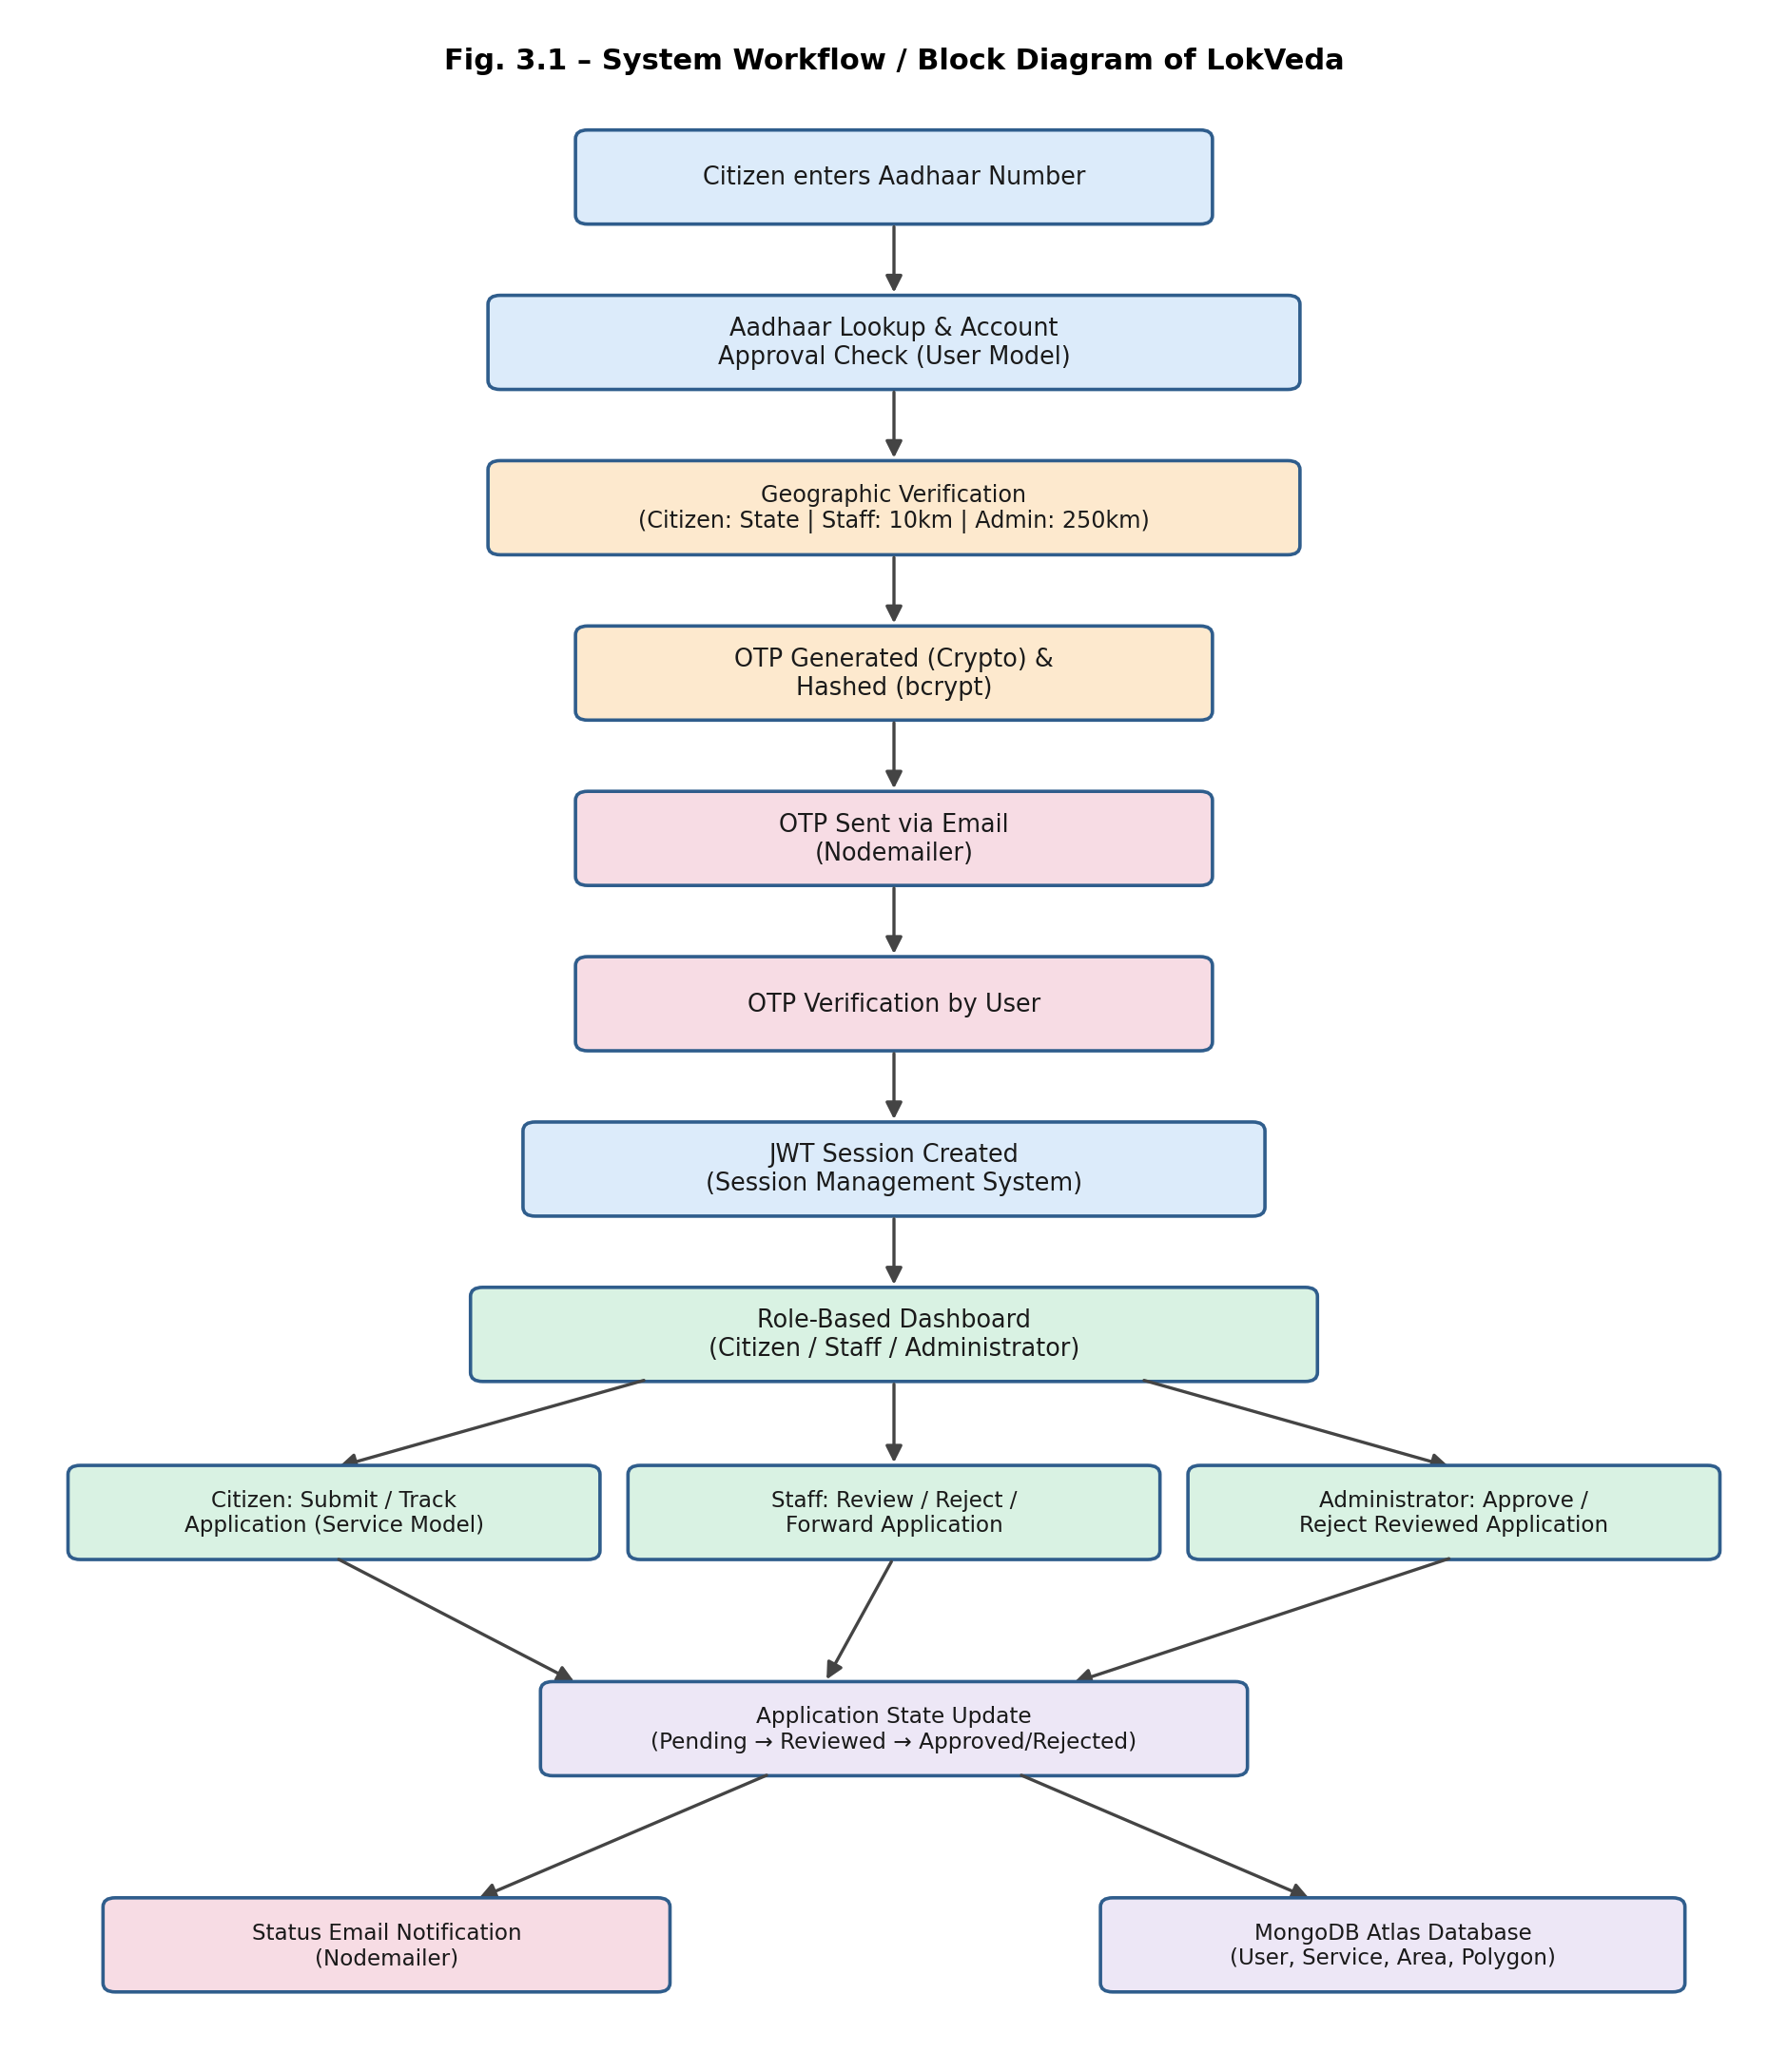 Fig. 3.1 – System Workflow / Block Diagram of LokVeda
Citizen enters Aadhaar Number
Aadhaar Lookup & Account
Approval Check (User Model)
Geographic Verification
(Citizen: State | Staff: 10km | Admin: 250km)
OTP Generated (Crypto) &
Hashed (bcrypt)
OTP Sent via Email
(Nodemailer)
OTP Verification by User
JWT Session Created
(Session Management System)
Role-Based Dashboard
(Citizen / Staff / Administrator)
Citizen: Submit / Track
Application (Service Model)
Staff: Review / Reject /
Forward Application
Administrator: Approve /
Reject Reviewed Application
Application State Update
(Pending → Reviewed → Approved/Rejected)
Status Email Notification
(Nodemailer)
MongoDB Atlas Database
(User, Service, Area, Polygon)